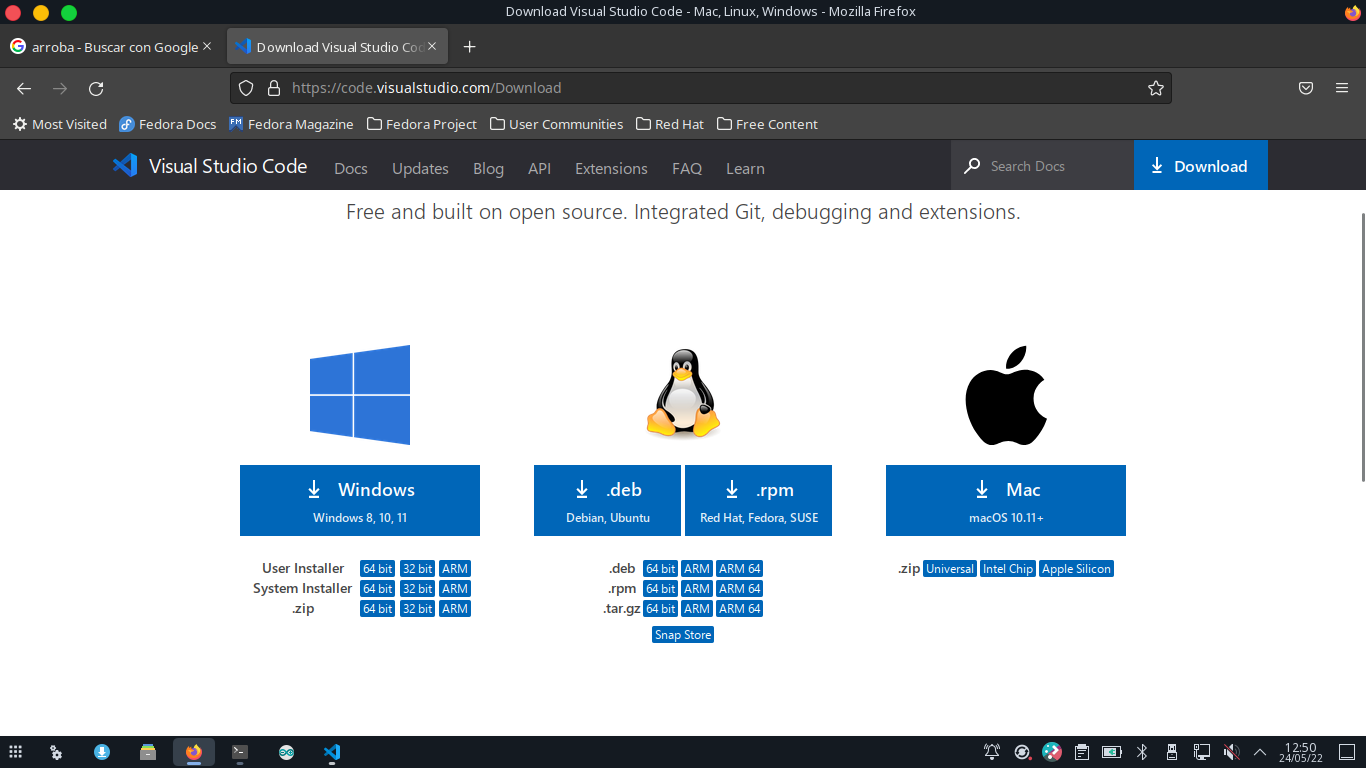 Download Visual Studio Code - Mac, Linux, Windows - Mozilla Firefox
arroba - Buscar con Google
Download Visual Studio Cod
https://code.visualstudio.com/Download
Most Visited Fedora Docs FM Fedora Magazine Fedora Project User Communities Red Hat Free Content
Visual Studio Code Docs Updates Blog API Extensions FAQ Learn Search Docs Download
Free and built on open source. Integrated Git, debugging and extensions.
Windows
Windows 8, 10, 11
User Installer 64 bit 32 bit ARM
System Installer 64 bit 32 bit ARM
.zip 64 bit 32 bit ARM
.deb
Debian, Ubuntu
.rpm
Red Hat, Fedora, SUSE
.deb 64 bit ARM ARM 64
.rpm 64 bit ARM ARM 64
.tar.gz 64 bit ARM ARM 64
Snap Store
Mac
macOS 10.11+
.zip Universal Intel Chip Apple Silicon
12:50
24/05/22